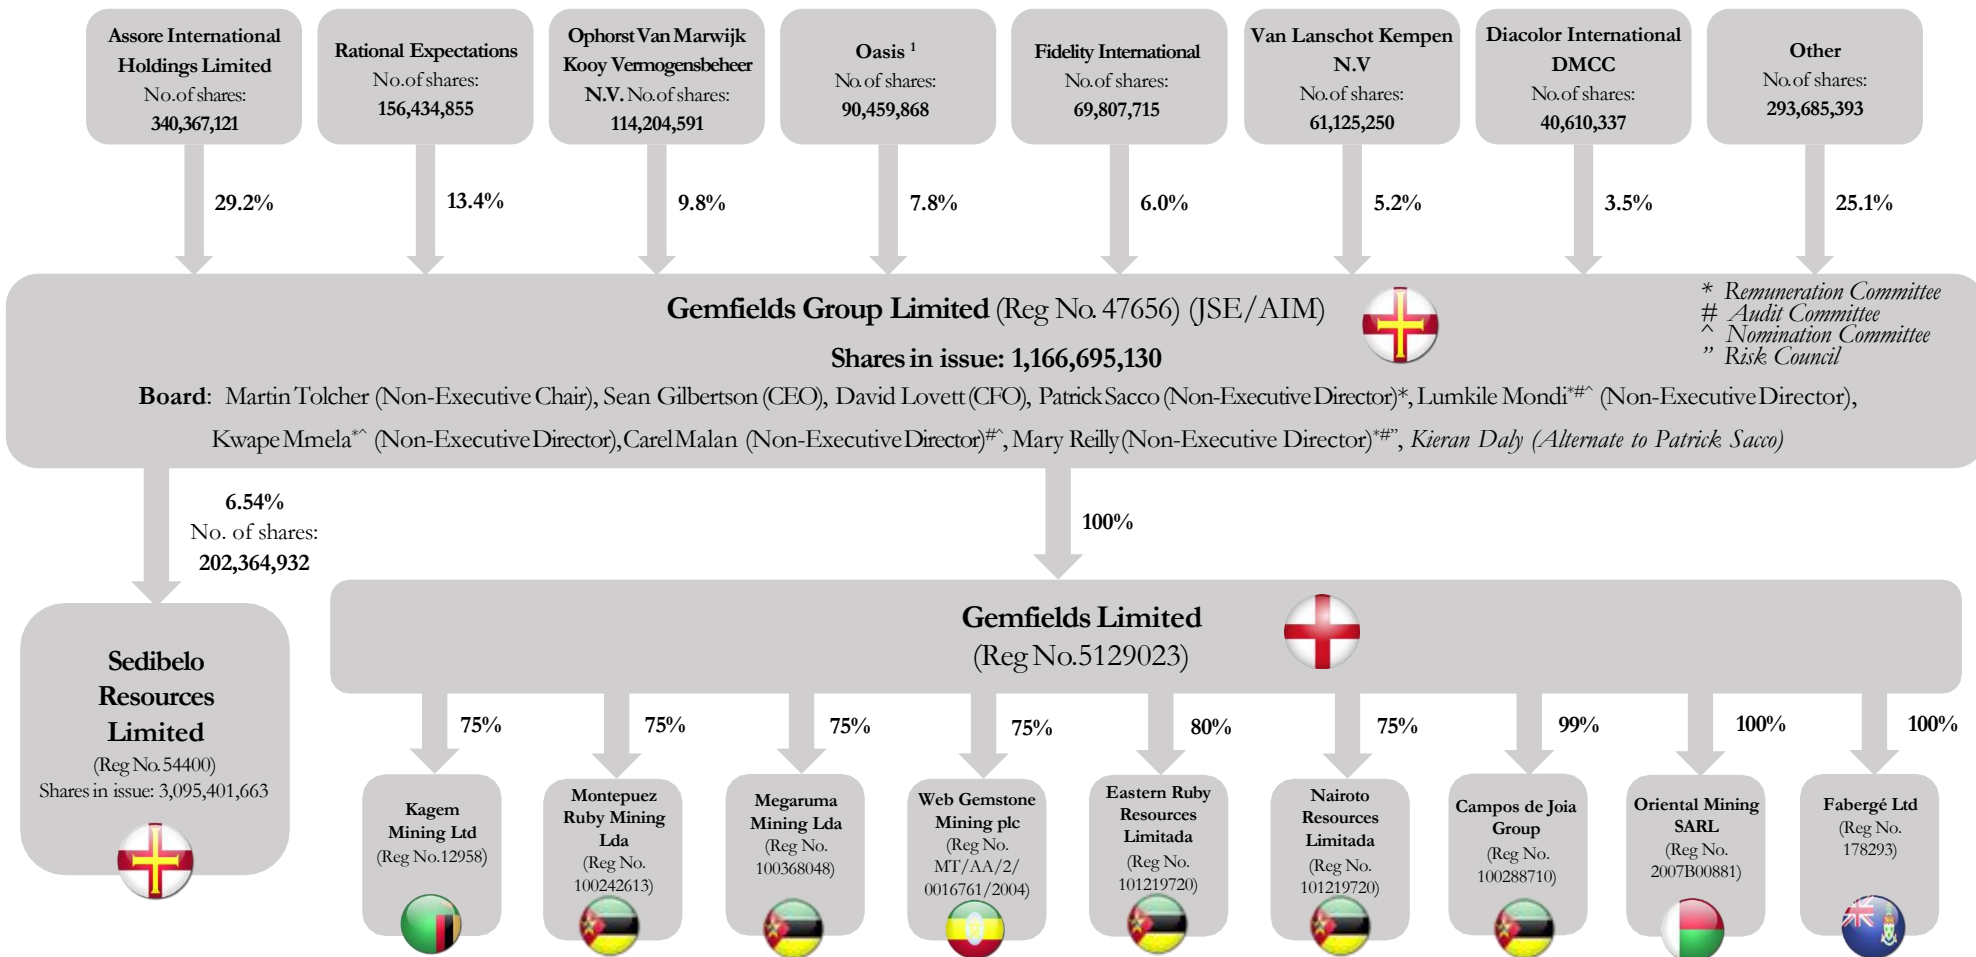 Assore International
Holdings Limited
No. of shares:
340,367,121
Rational Expectations
No. of shares:
156,434,855
Ophorst Van Marwijk
Kooy Vermogensbeheer
N.V. No. of shares:
114,204,591
Oasis 1
No. of shares:
90,459,868
Fidelity International
No. of shares:
69,807,715
Van Lanschot Kempen
N.V
No. of shares:
61,125,250
Diacolor International
DMCC
No. of shares:
40,610,337
Other
No. of shares:
293,685,393
29.2%
13.4%
9.8%
7.8%
6.0%
5.2%
3.5%
25.1%
Gemfields Group Limited (Reg No. 47656) (JSE/AIM)
Shares in issue: 1,166,695,130
* Remuneration Committee
# Audit Committee
^ Nomination Committee
” Risk Council
Board: Martin Tolcher (Non-Executive Chair), Sean Gilbertson (CEO), David Lovett (CFO), Patrick Sacco (Non-Executive Director)*, Lumkile Mondi*#^ (Non-Executive Director),
Kwape Mmela*^ (Non-Executive Director), Carel Malan (Non-Executive Director)#^, Mary Reilly (Non-Executive Director)*#”, Kieran Daly (Alternate to Patrick Sacco)
6.54%
No. of shares:
202,364,932
100%
Sedibelo
Resources
Limited
(Reg No. 54400)
Shares in issue: 3,095,401,663
Gemfields Limited
(Reg No. 5129023)
75%
75%
75%
75%
80%
75%
99%
100%
100%
Kagem
Mining Ltd
(Reg No. 12958)
Montepuez
Ruby Mining
Lda
(Reg No.
100242613)
Megaruma
Mining Lda
(Reg No.
100368048)
Web Gemstone
Mining plc
(Reg No.
MT/AA/2/
0016761/2004)
Eastern Ruby
Resources
Limitada
(Reg No.
101219720)
Nairoto
Resources
Limitada
(Reg No.
101219720)
Campos de Joia
Group
(Reg No.
100288710)
Oriental Mining
SARL
(Reg No.
2007B00881)
Fabergé Ltd
(Reg No.
178293)